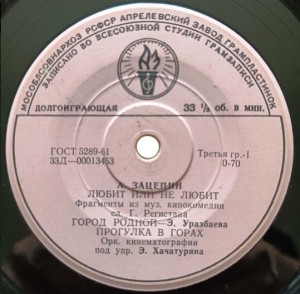 МОСОБЛСОВНАРХОЗ РСФСР АПРЕЛЕВСКИЙ ЗАВОД ГРАМПЛАСТИНОК
ЗАПИСАНО ВО ВСЕСОЮЗНОЙ СТУДИИ ГРАМЗАПИСИ
ДОЛГОИГРАЮЩАЯ
33 ⅓ об. в мин.
ГОСТ 5289-61
33Д—00013453
Третья гр.-I
0-70
А. ЗАЦЕПИН
ЛЮБИТ ИЛИ НЕ ЛЮБИТ
Фрагменты из муз. кинокомедии
сл. Г. Регистана
ГОРОД РОДНОЙ—Э. Уразбаева
ПРОГУЛКА В ГОРАХ
Орк. кинематографии
под упр. Э. Хачатуряна